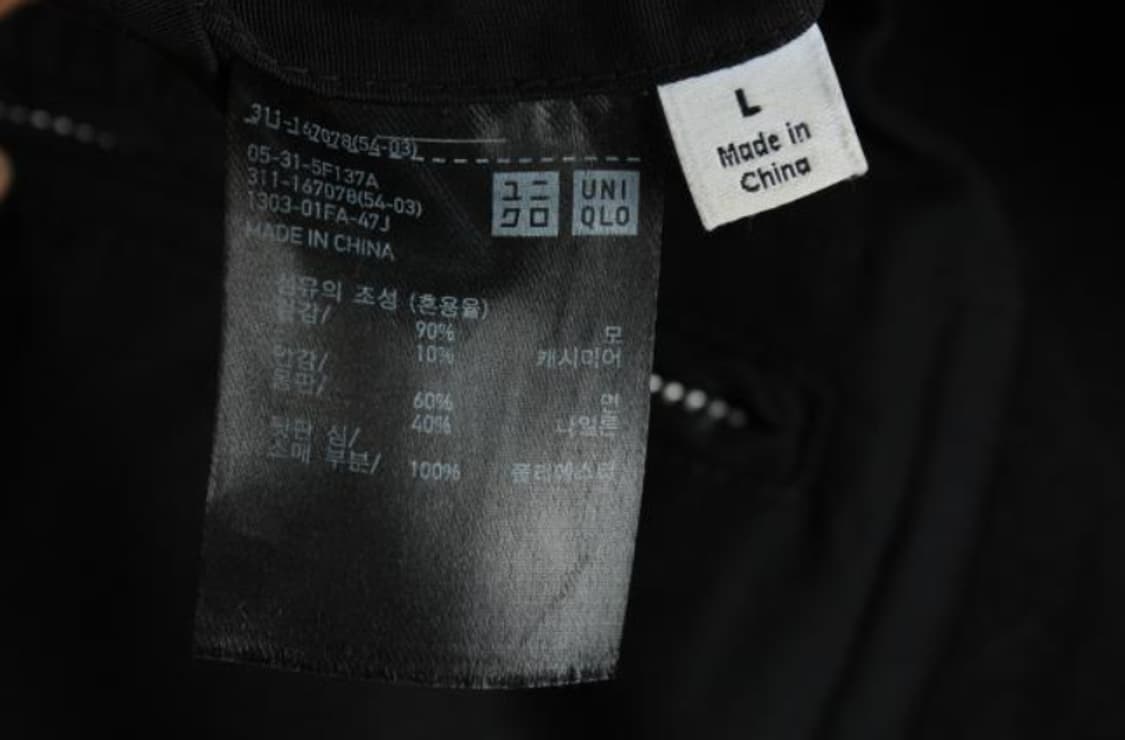 311-167078(54-03)
05-31-5F137A
311-167078(54-03)
1303-01FA-47J
MADE IN CHINA
ユニ
クロ
UNI
QLO
섬유의 조성 (혼용율)
겉감/
90% 모
10% 캐시미어
안감/
몸판/
60% 면
40% 나일론
뒷판 심/
소매 부분/ 100% 폴리에스터
L
Made in
China